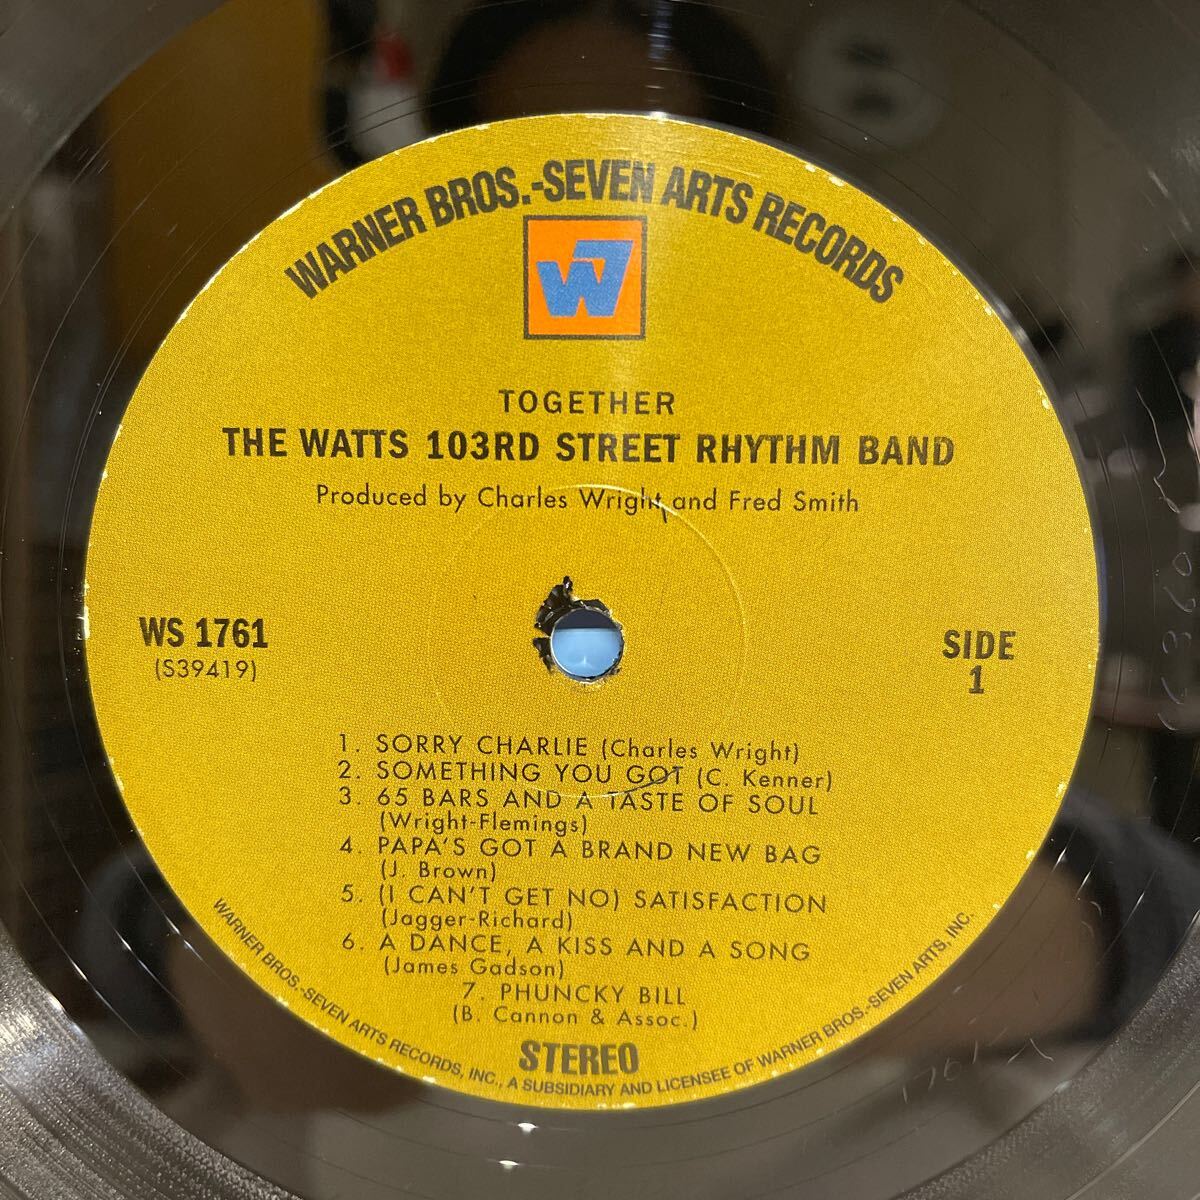 WARNER BROS.-SEVEN ARTS RECORDS
W7
TOGETHER
THE WATTS 103RD STREET RHYTHM BAND
Produced by Charles Wright and Fred Smith
WS 1761
(S39419)
SIDE
1
1. SORRY CHARLIE (Charles Wright)
2. SOMETHING YOU GOT (C. Kenner)
3. 65 BARS AND A TASTE OF SOUL
(Wright-Flemings)
4. PAPA'S GOT A BRAND NEW BAG
(J. Brown)
5. (I CAN'T GET NO) SATISFACTION
(Jagger-Richard)
6. A DANCE, A KISS AND A SONG
(James Gadson)
7. PHUNCKY BILL
(B. Cannon & Assoc.)
STEREO
WARNER BROS.-SEVEN ARTS RECORDS, INC., A SUBSIDIARY AND LICENSEE OF WARNER BROS.-SEVEN ARTS, INC.